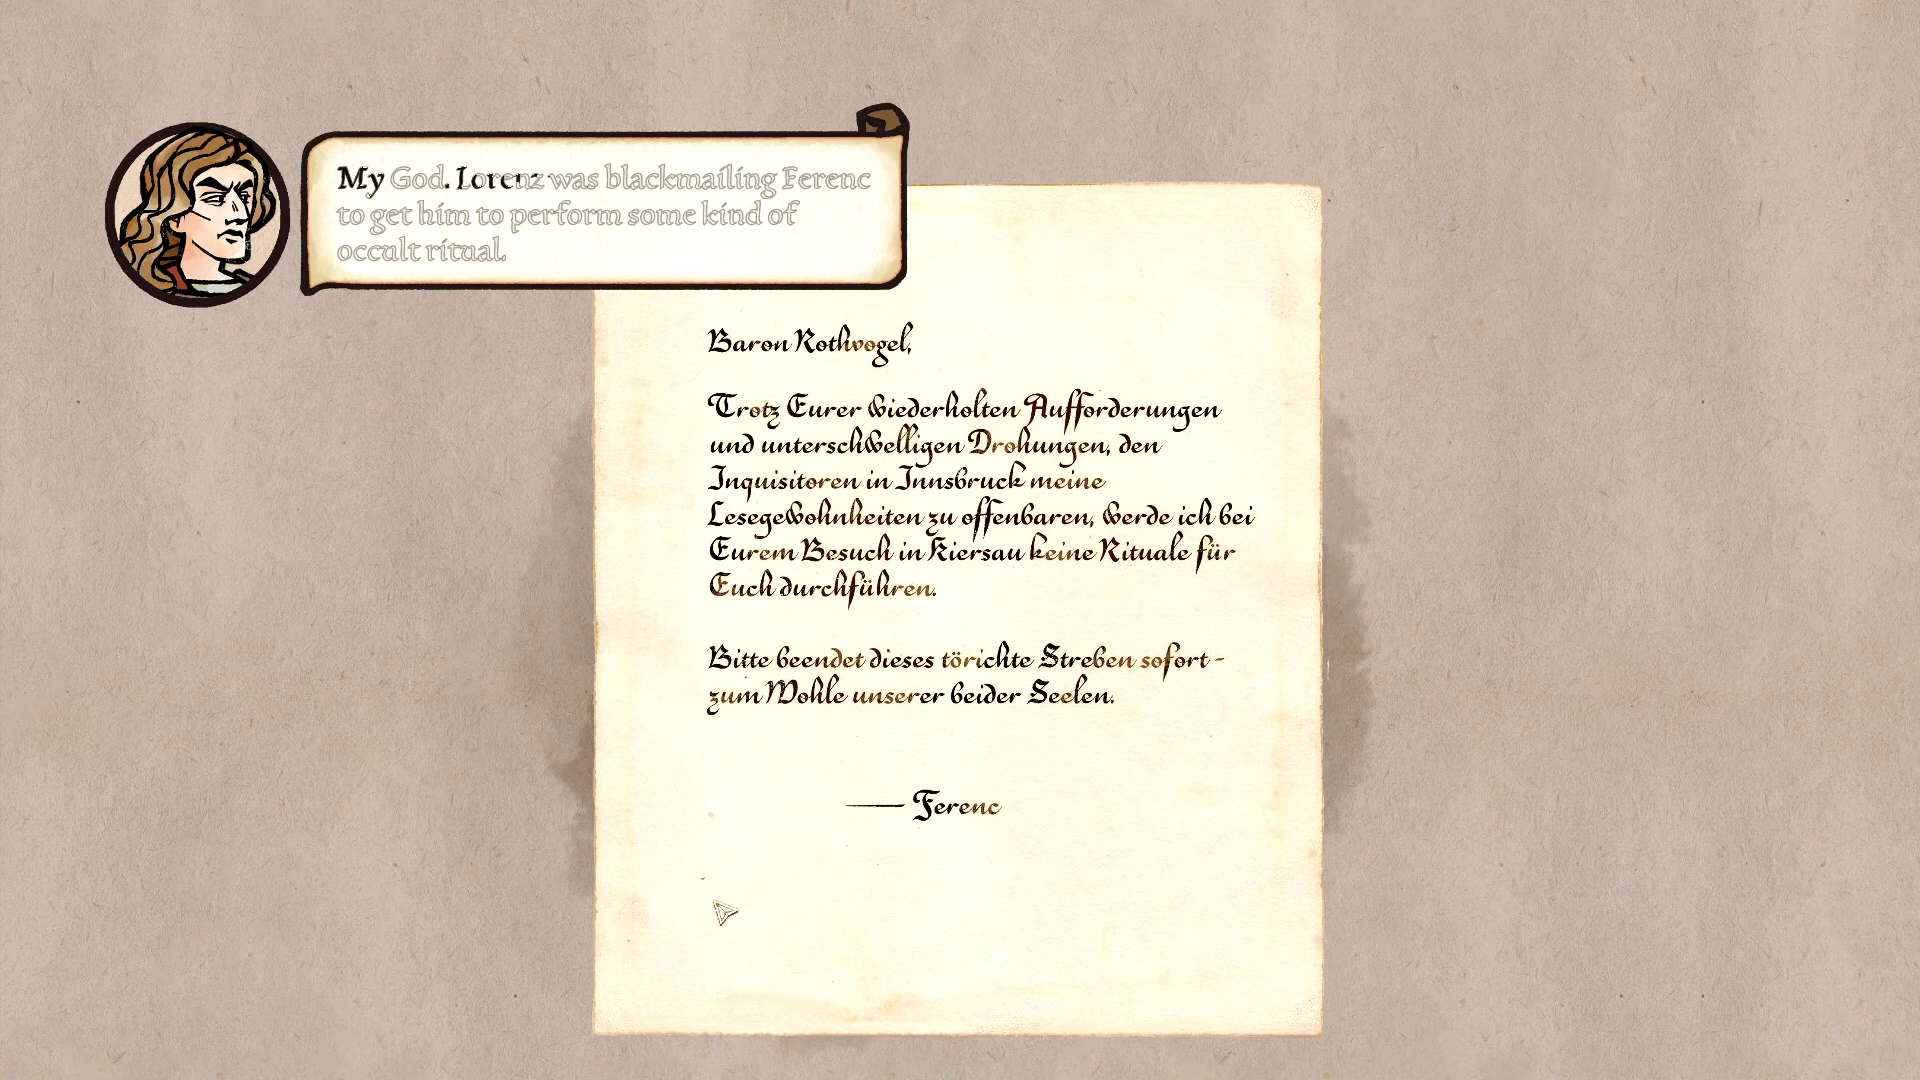 My God. Lorenz was blackmailing Ferenc
to get him to perform some kind of
occult ritual.
Baron Rothvogel,
Trotz Eurer wiederholten Aufforderungen
und unterschwelligen Drohungen, den
Inquisitoren in Innsbruck meine
Lesegewohnheiten zu offenbaren, werde ich bei
Eurem Besuch in Kiersau keine Rituale für
Euch durchführen.
Bitte beendet dieses törichte Streben sofort -
zum Wohle unserer beider Seelen.
— Ferenc